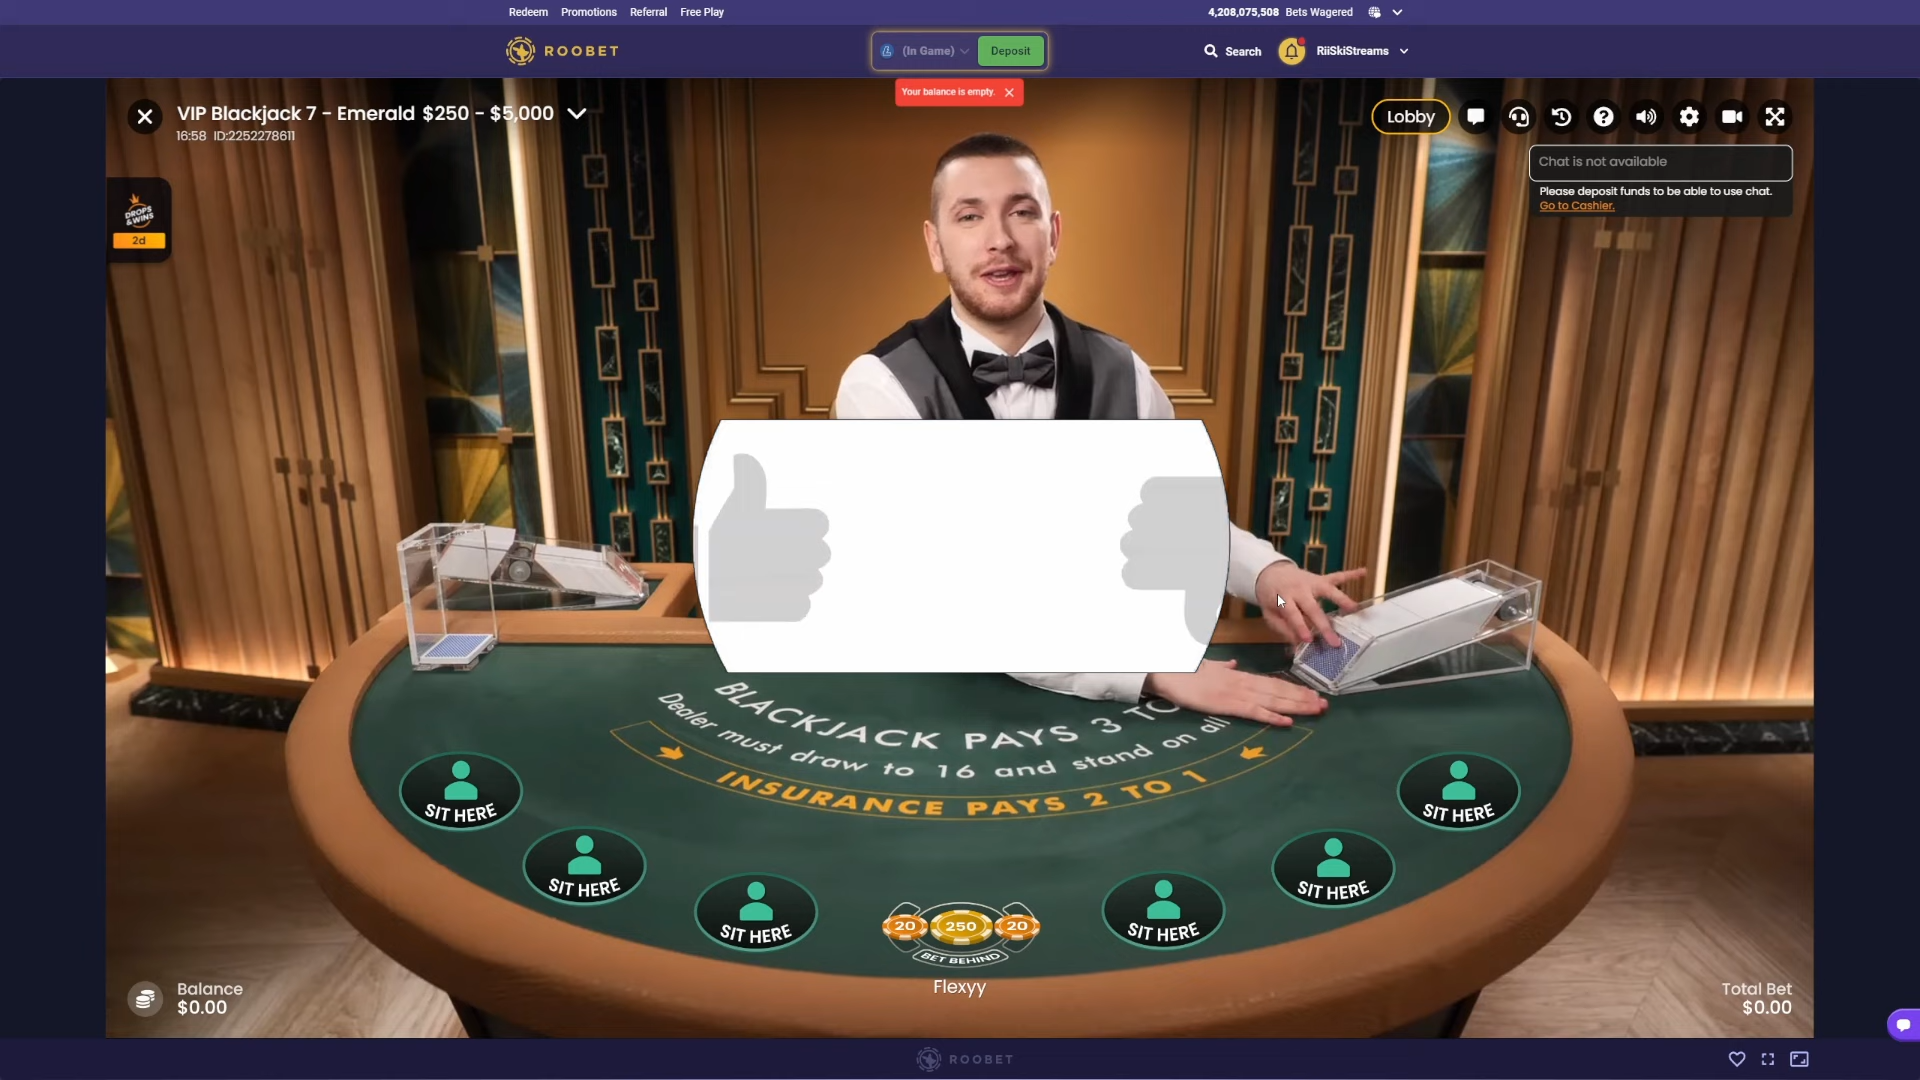 Redeem Promotions Referral Free Play
4,208,075,508 Bets Wagered
ROOBET
(In Game)
Deposit
Search
RiiSkiStreams
Your balance is empty.
VIP Blackjack 7 - Emerald $250 - $5,000
16:58 ID:2252278611
Lobby
Chat is not available
Please deposit funds to be able to use chat.
Go to Cashier.
DROPS
& WINS
2d
BLACKJACK PAYS 3 TO
Dealer must draw to 16 and stand on all
INSURANCE PAYS 2 TO 1
SIT HERE
SIT HERE
SIT HERE
20 250 20
BET BEHIND
Flexyy
SIT HERE
SIT HERE
SIT HERE
Balance
$0.00
Total Bet
$0.00
ROOBET